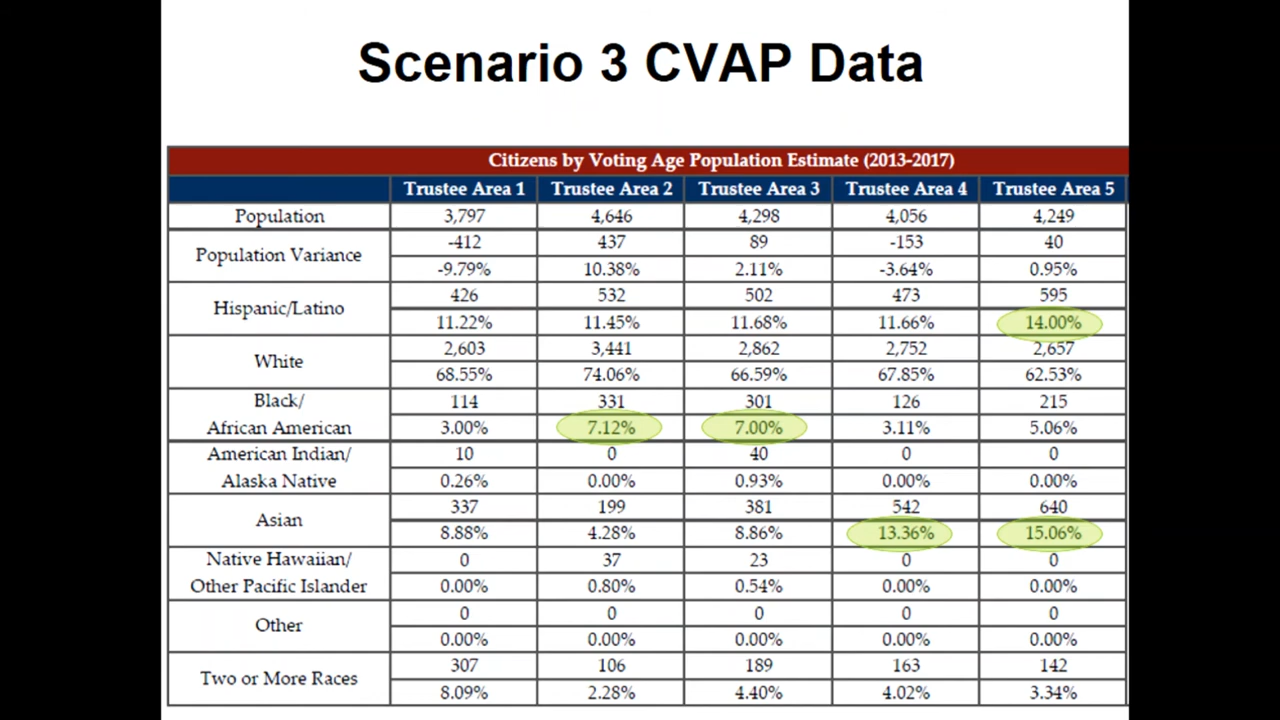 Scenario 3 CVAP Data
Citizens by Voting Age Population Estimate (2013-2017)
Trustee Area 1 Trustee Area 2 Trustee Area 3 Trustee Area 4 Trustee Area 5
Population 3,797 4,646 4,298 4,056 4,249
Population Variance -412 437 89 -153 40
-9.79% 10.38% 2.11% -3.64% 0.95%
Hispanic/Latino 426 532 502 473 595
11.22% 11.45% 11.68% 11.66% 14.00%
White 2,603 3,441 2,862 2,752 2,657
68.55% 74.06% 66.59% 67.85% 62.53%
Black/ 114 331 301 126 215
African American 3.00% 7.12% 7.00% 3.11% 5.06%
American Indian/ 10 0 40 0 0
Alaska Native 0.26% 0.00% 0.93% 0.00% 0.00%
Asian 337 199 381 542 640
8.88% 4.28% 8.86% 13.36% 15.06%
Native Hawaiian/ 0 37 23 0 0
Other Pacific Islander 0.00% 0.80% 0.54% 0.00% 0.00%
Other 0 0 0 0 0
0.00% 0.00% 0.00% 0.00% 0.00%
Two or More Races 307 106 189 163 142
8.09% 2.28% 4.40% 4.02% 3.34%